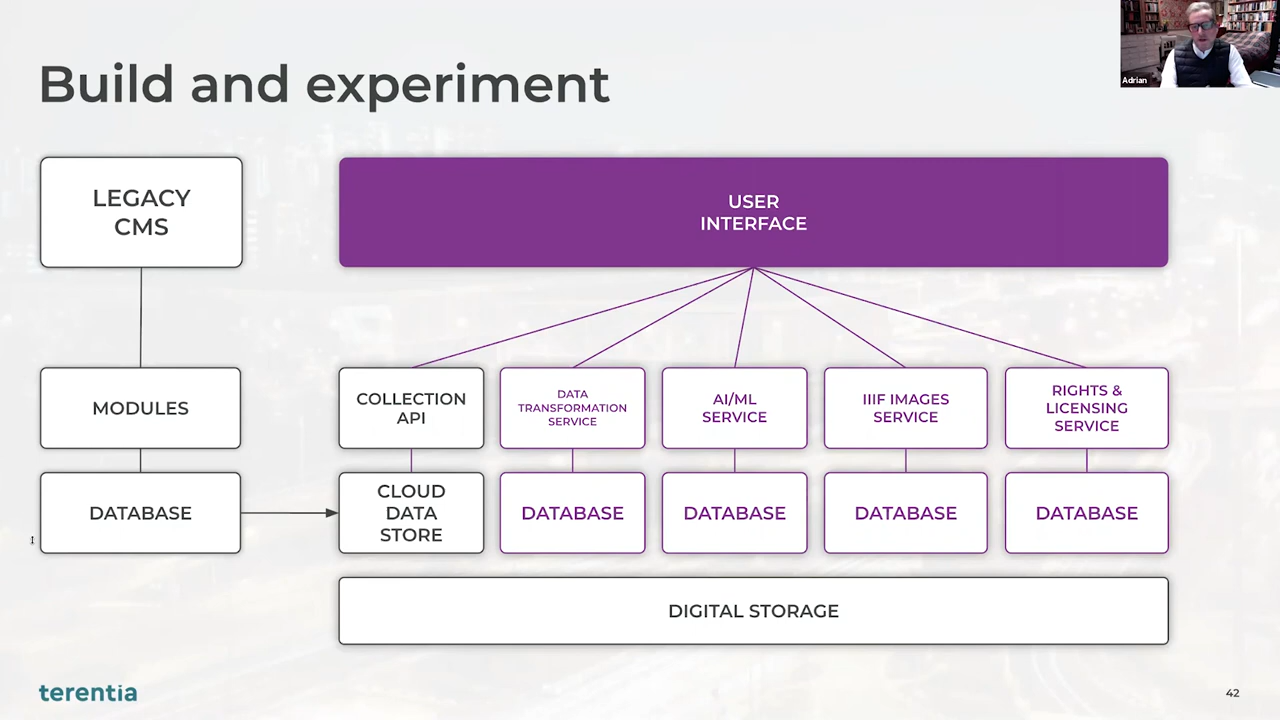 Build and experiment
Adrian
LEGACY
CMS
USER
INTERFACE
MODULES
COLLECTION
API
DATA
TRANSFORMATION
SERVICE
AI/ML
SERVICE
IIIF IMAGES
SERVICE
RIGHTS &
LICENSING
SERVICE
DATABASE
CLOUD
DATA
STORE
DATABASE
DATABASE
DATABASE
DATABASE
DIGITAL STORAGE
terentia
42